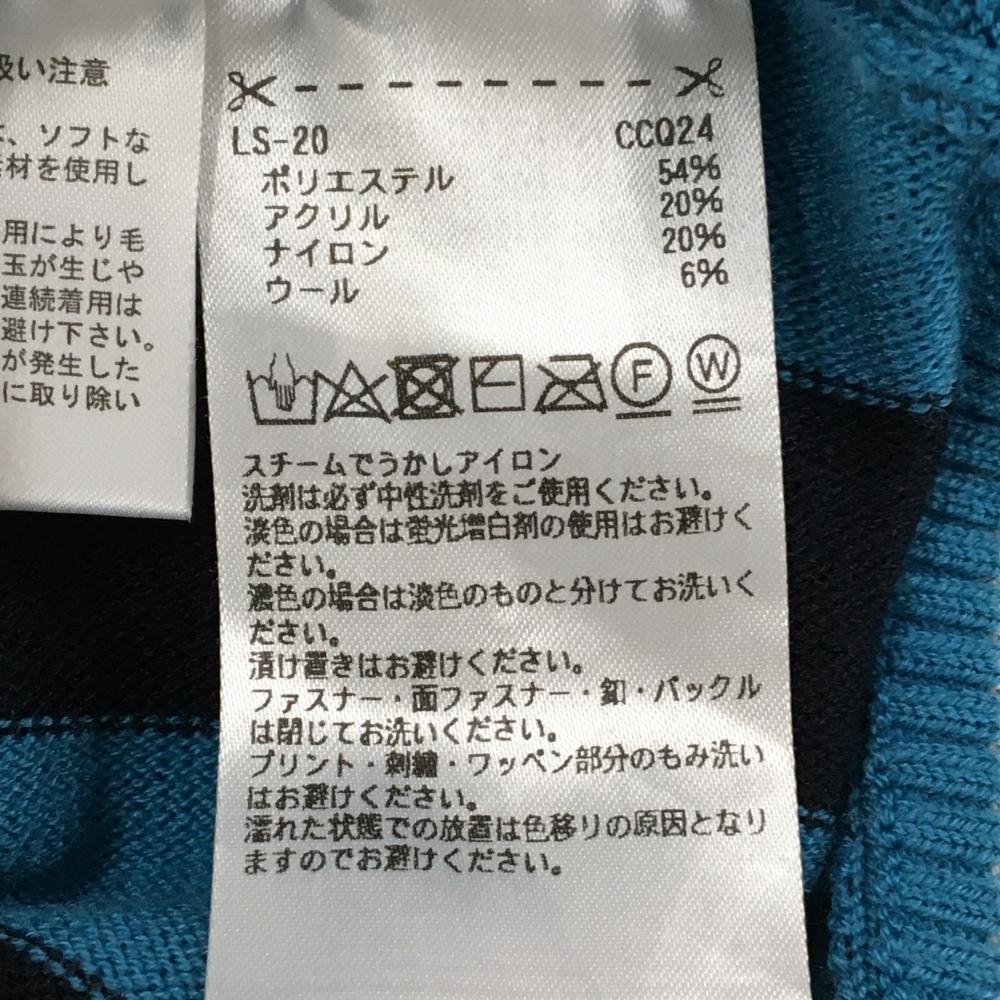 扱い注意
、ソフトな
素材を使用し
用により毛
玉が生じや
連続着用は
避け下さい。
が発生した
に取り除い
LS-20 CCQ24
ポリエステル 54%
アクリル 20%
ナイロン 20%
ウール 6%
F W
スチームでうかしアイロン
洗剤は必ず中性洗剤をご使用ください。
淡色の場合は蛍光増白剤の使用はお避けく
ださい。
濃色の場合は淡色のものと分けてお洗いく
ださい。
漬け置きはお避けください。
ファスナー・面ファスナー・釦・バックル
は閉じてお洗いください。
プリント・刺繍・ワッペン部分のもみ洗い
はお避けください。
濡れた状態での放置は色移りの原因となり
ますのでお避けください。